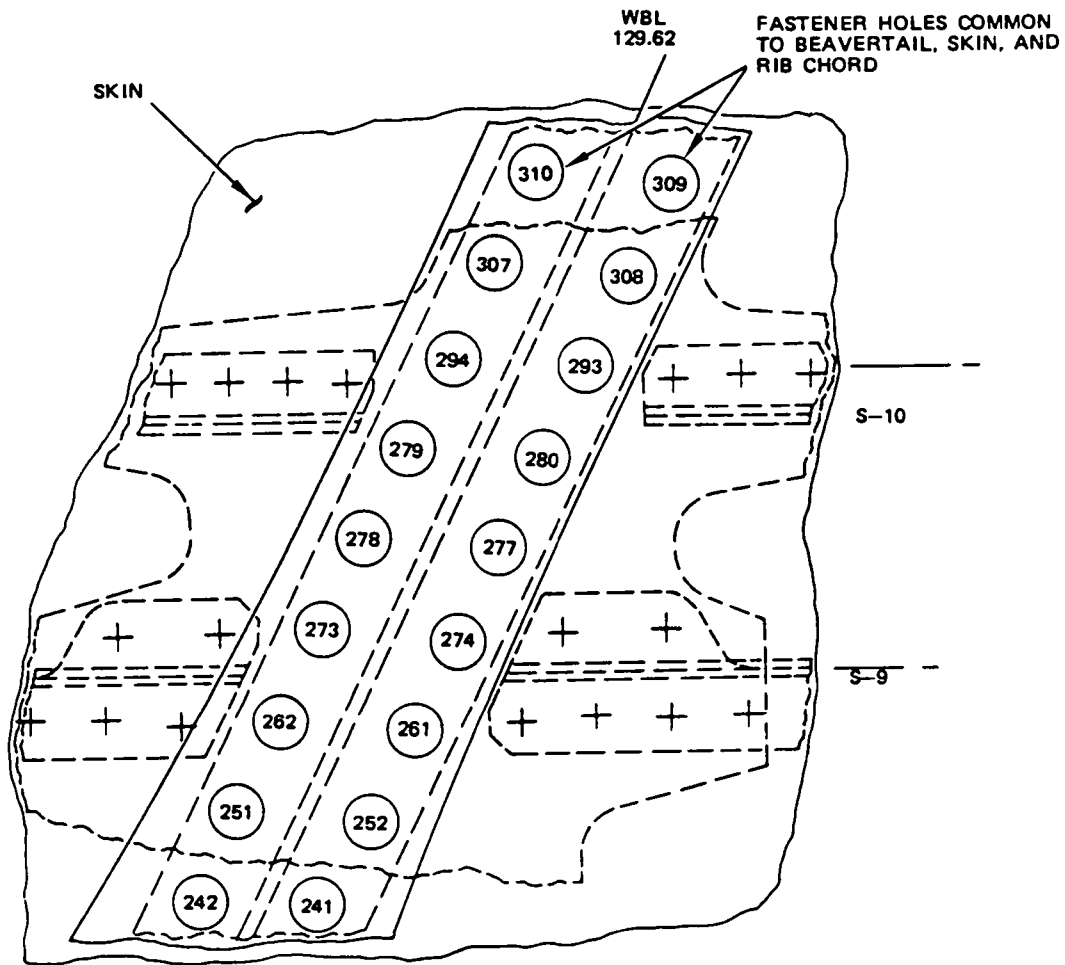 WBL
129.62
FASTENER HOLES COMMON
TO BEAVERTAIL, SKIN, AND
RIB CHORD
SKIN
310
309
307
308
294
293
S-10
279
280
278
277
273
274
S-9
262
261
251
252
242
241